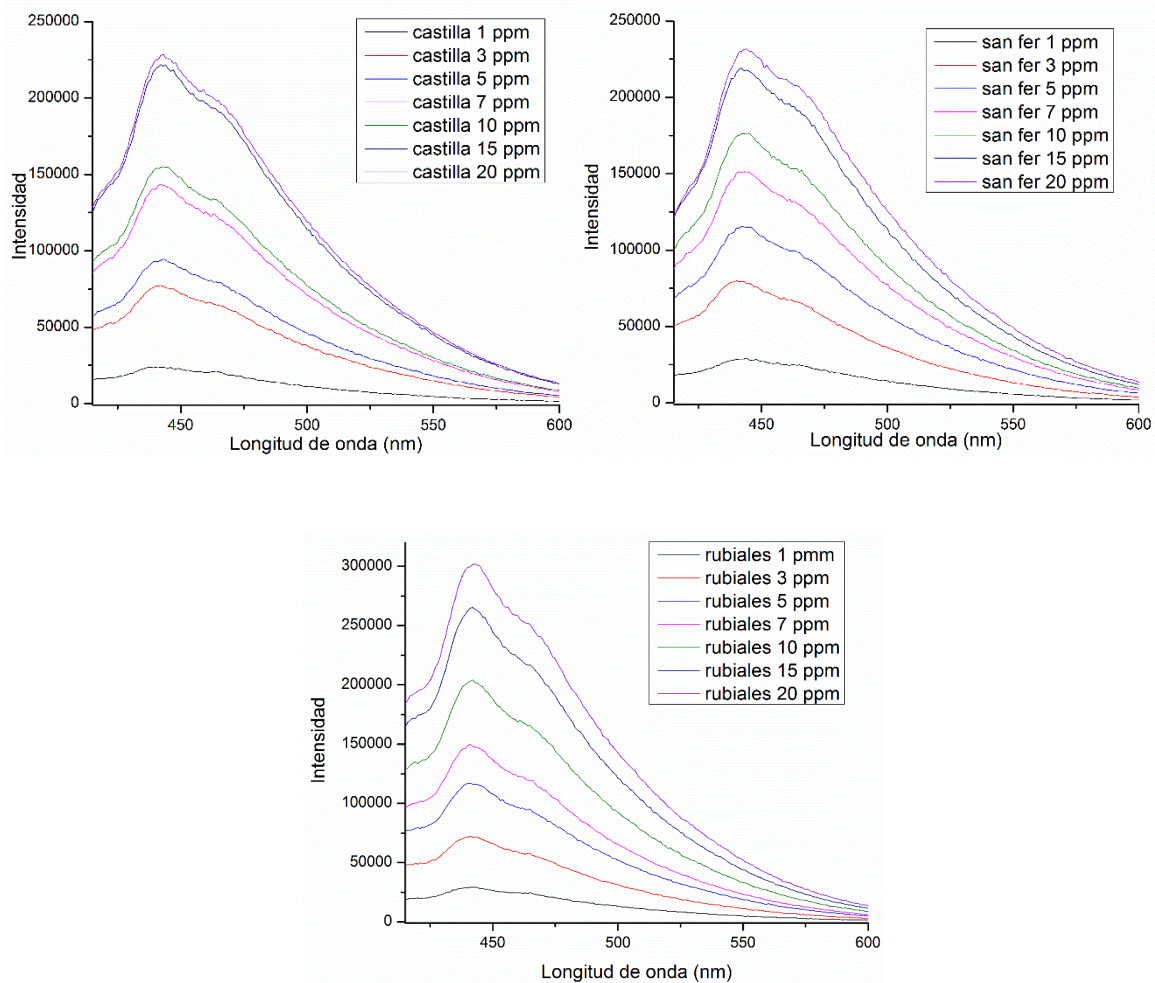 250000
200000
150000
100000
50000
0
Intensidad
450
500
550
600
Longitud de onda (nm)
castilla 1 ppm
castilla 3 ppm
castilla 5 ppm
castilla 7 ppm
castilla 10 ppm
castilla 15 ppm
castilla 20 ppm
250000
200000
150000
100000
50000
0
Intensidad
450
500
550
600
Longitud de onda (nm)
san fer 1 ppm
san fer 3 ppm
san fer 5 ppm
san fer 7 ppm
san fer 10 ppm
san fer 15 ppm
san fer 20 ppm
300000
250000
200000
150000
100000
50000
0
Intensidad
450
500
550
600
Longitud de onda (nm)
rubiales 1 pmm
rubiales 3 ppm
rubiales 5 ppm
rubiales 7 ppm
rubiales 10 ppm
rubiales 15 ppm
rubiales 20 ppm